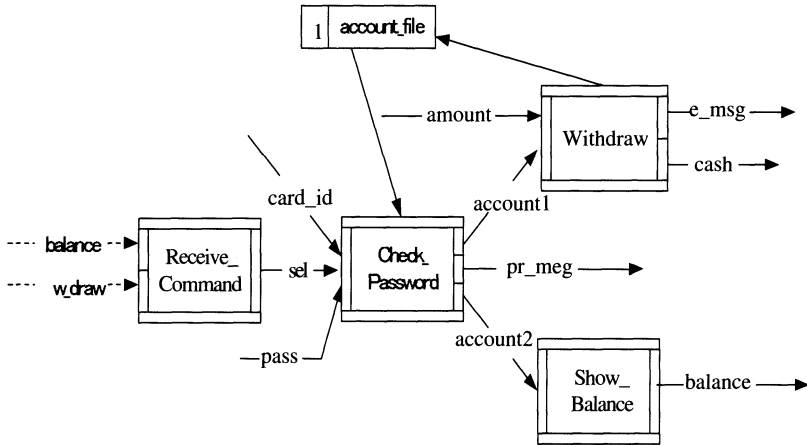 1 account_file
amount
e_msg
Withdraw
cash
card_id
account1
balance
Receive_
Command
sel
Check_
Password
pr_meg
w_draw
pass
account2
Show_
Balance
balance